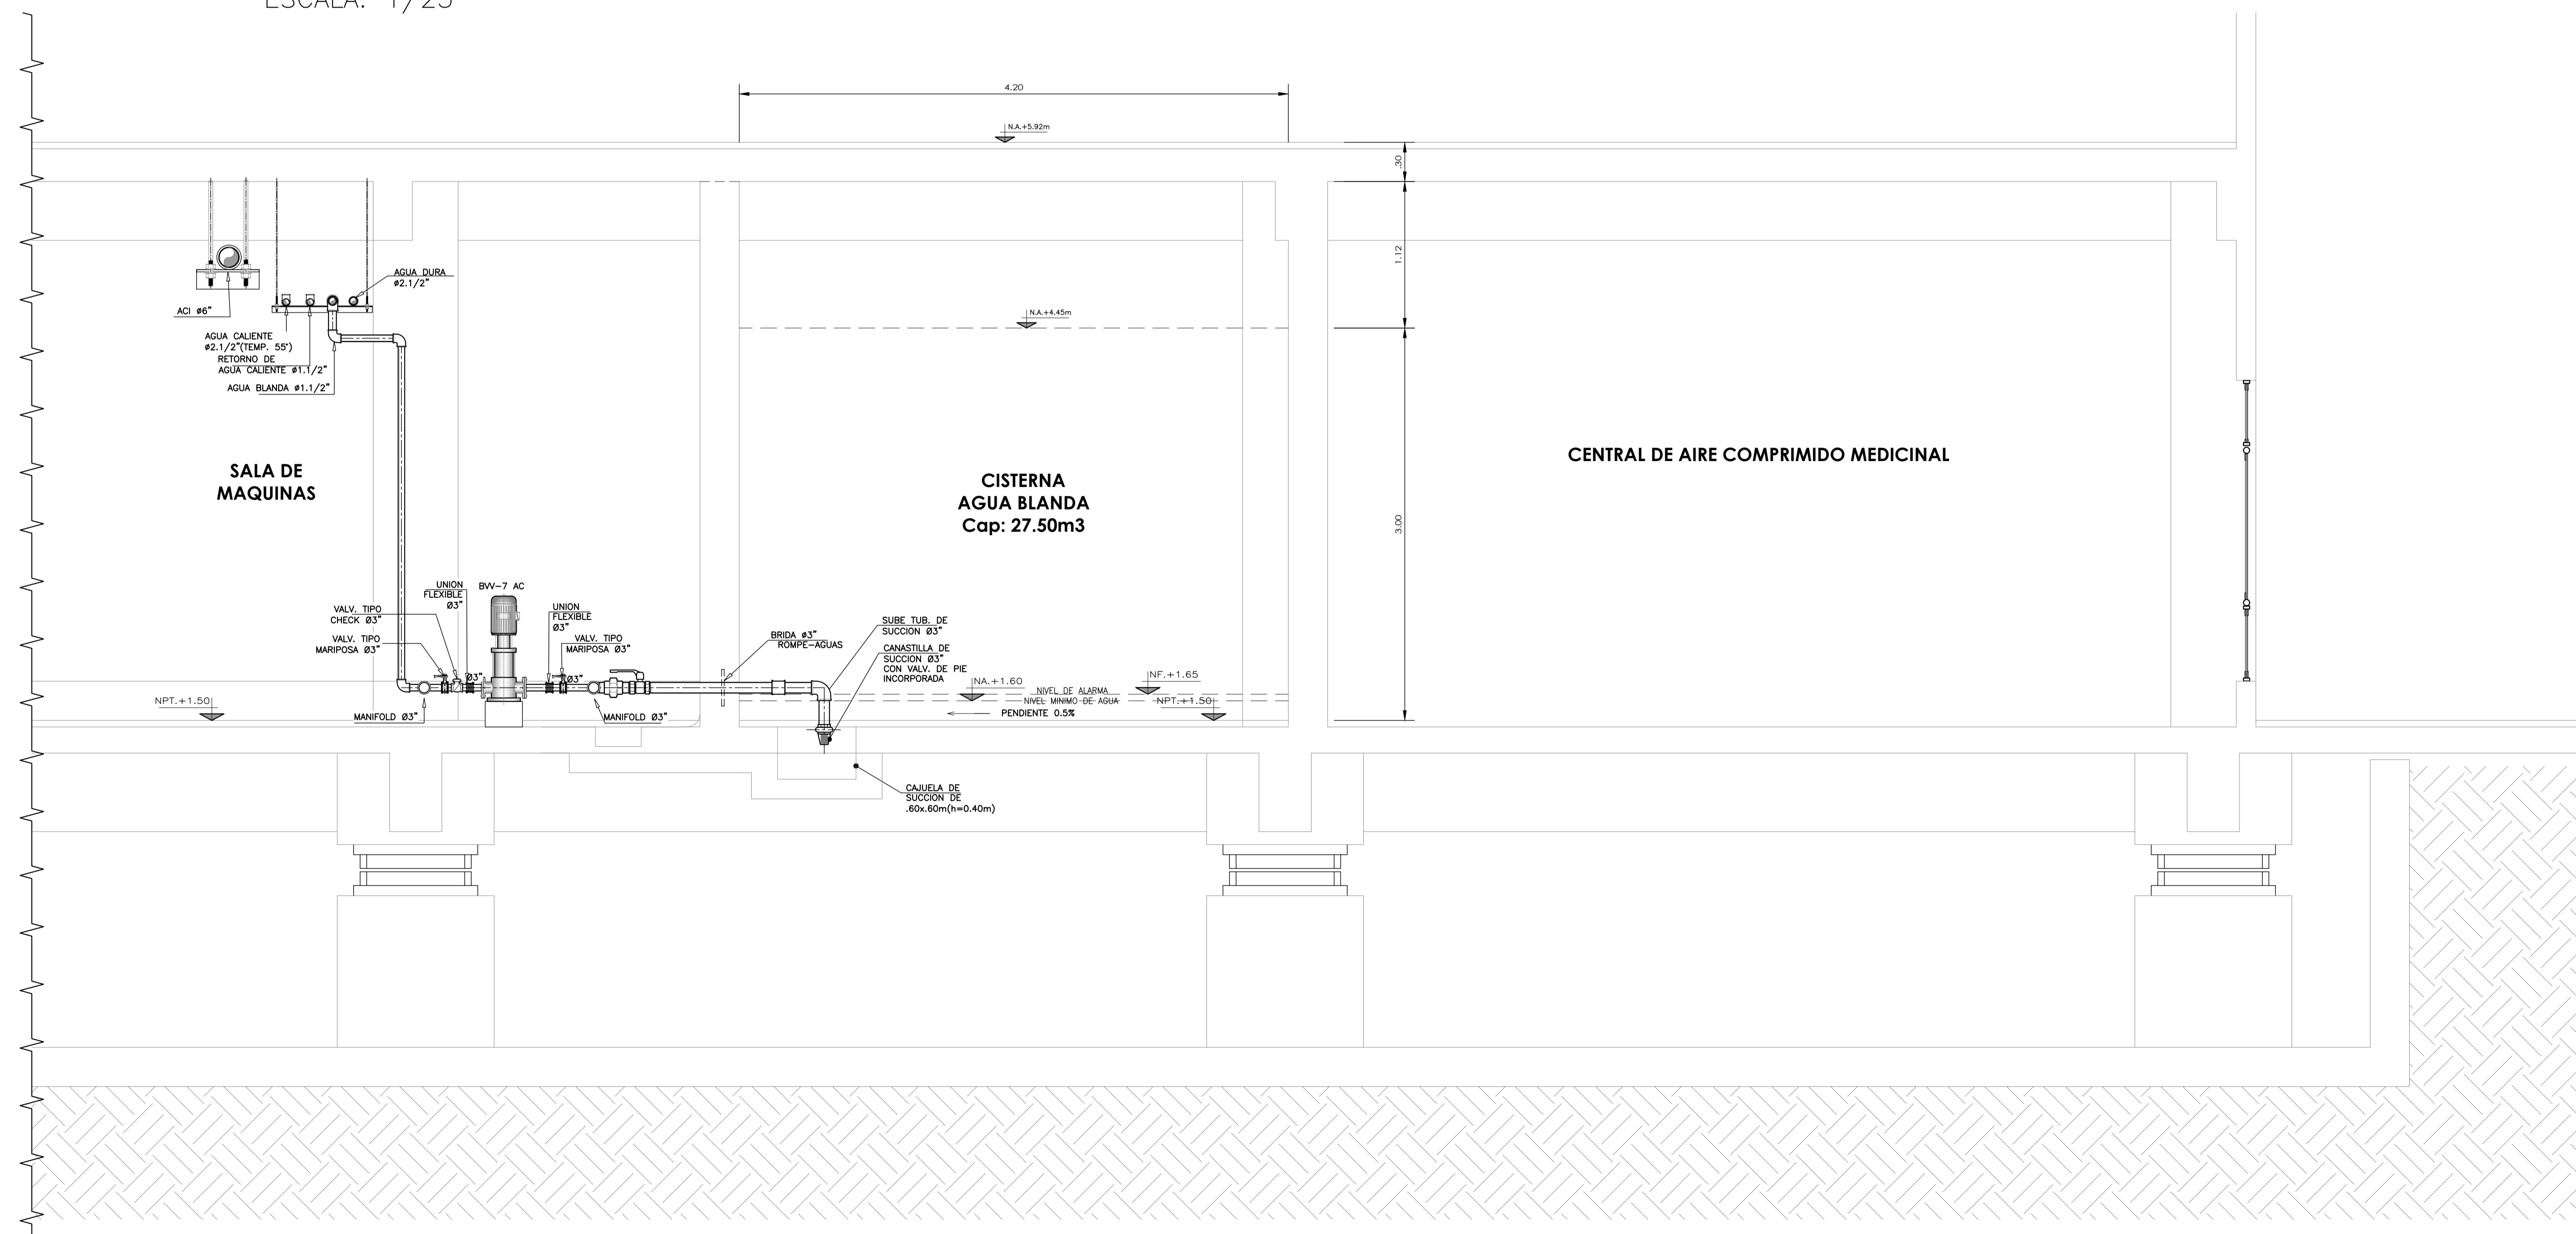 ESCALA: 1/25
4.20
N.A.+5.92m
.30
1.12
3.00
AGUA DURA
ø2.1/2"
ACI ø6"
AGUA CALIENTE
ø2.1/2"(TEMP. 55°)
RETORNO DE
AGUA CALIENTE ø1.1/2"
AGUA BLANDA ø1.1/2"
N.A.+4.45m
SALA DE
MAQUINAS
CISTERNA
AGUA BLANDA
Cap: 27.50m3
CENTRAL DE AIRE COMPRIMIDO MEDICINAL
UNION
FLEXIBLE
Ø3"
BVV-7 AC
VALV. TIPO
CHECK Ø3"
VALV. TIPO
MARIPOSA Ø3"
UNION
FLEXIBLE
Ø3"
VALV. TIPO
MARIPOSA Ø3"
Ø3"
Ø3"
BRIDA ø3"
ROMPE-AGUAS
SUBE TUB. DE
SUCCION Ø3"
CANASTILLA DE
SUCCION Ø3"
CON VALV. DE PIE
INCORPORADA
NPT.+1.50
MANIFOLD Ø3"
MANIFOLD Ø3"
NA.+1.60
NF.+1.65
NIVEL DE ALARMA
NIVEL MINIMO DE AGUA
NPT.+1.50
PENDIENTE 0.5%
CAJUELA DE
SUCCION DE
.60x.60m(h=0.40m)